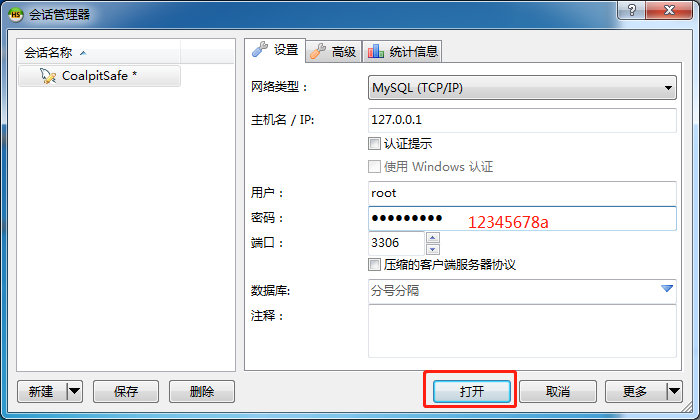 HS 会话管理器
会话名称
CoalpitSafe *
设置 高级 统计信息
网络类型： MySQL (TCP/IP)
主机名 / IP: 127.0.0.1
认证提示
使用 Windows 认证
用户： root
密码： ●●●●●●●●● 12345678a
端口： 3306
压缩的客户端服务器协议
数据库: 分号分隔
注释：
新建 保存 删除 打开 取消 更多